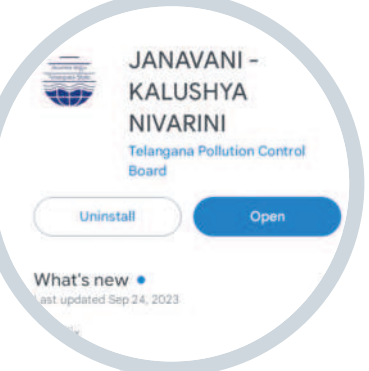 JANAVANI -
KALUSHYA
NIVARINI
Telangana Pollution Control
Board
Uninstall
Open
What's new
Last updated Sep 24, 2023